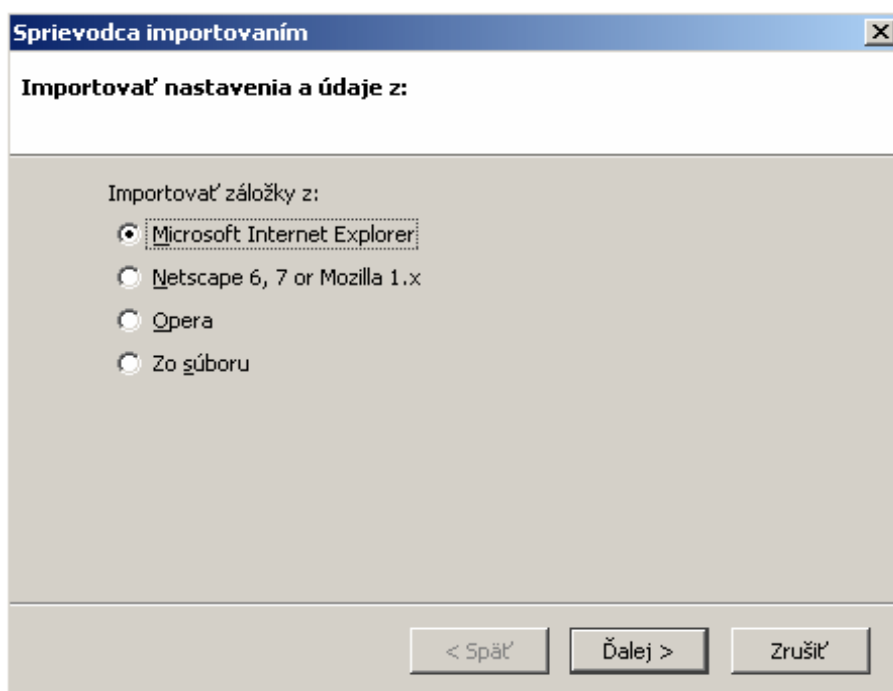 Sprievodca importovaním
Importovať nastavenia a údaje z:
Importovať záložky z:
Microsoft Internet Explorer
Netscape 6, 7 or Mozilla 1.x
Opera
Zo súboru
< Späť
Ďalej >
Zrušiť